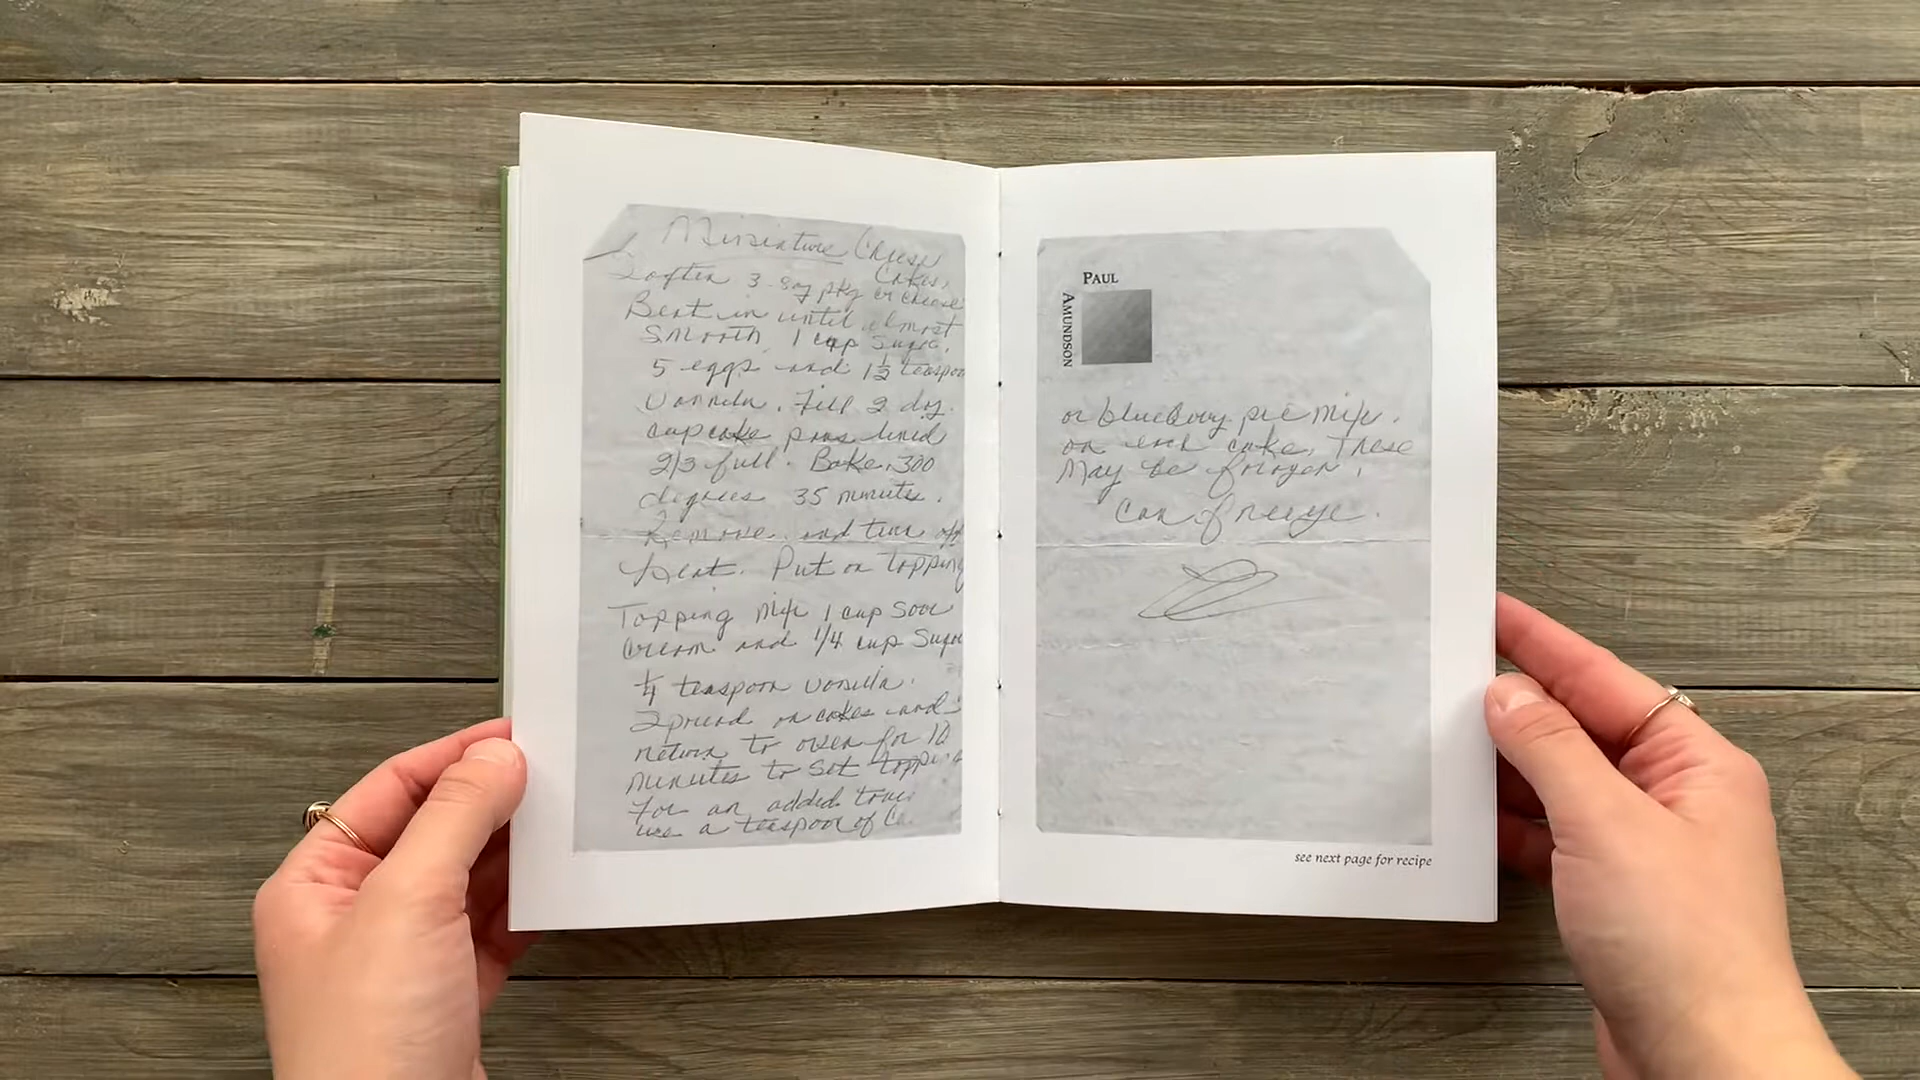 Miniature Cheese
Cakes.
Soften 3-8oz pkg cr cheese
Beat in until almost
smooth 1 cup sugar.
5 eggs and 1½ teaspoon
vanilla. Fill 2 doz.
cupcake pans lined
2/3 full. Bake 300
degrees 35 minutes.
Remove and turn off
heat. Put on topping
Topping Mix 1 cup Sour
Cream and 1/4 cup Sugar
¼ teaspoon vanilla.
Spread on cakes and
return to oven for 10
minutes to set topping
For an added touch
use a teaspoon of
PAUL
AMUNDSON
or blueberry pie mix.
on each cake. These
May be frozen.
Can freeze.
see next page for recipe